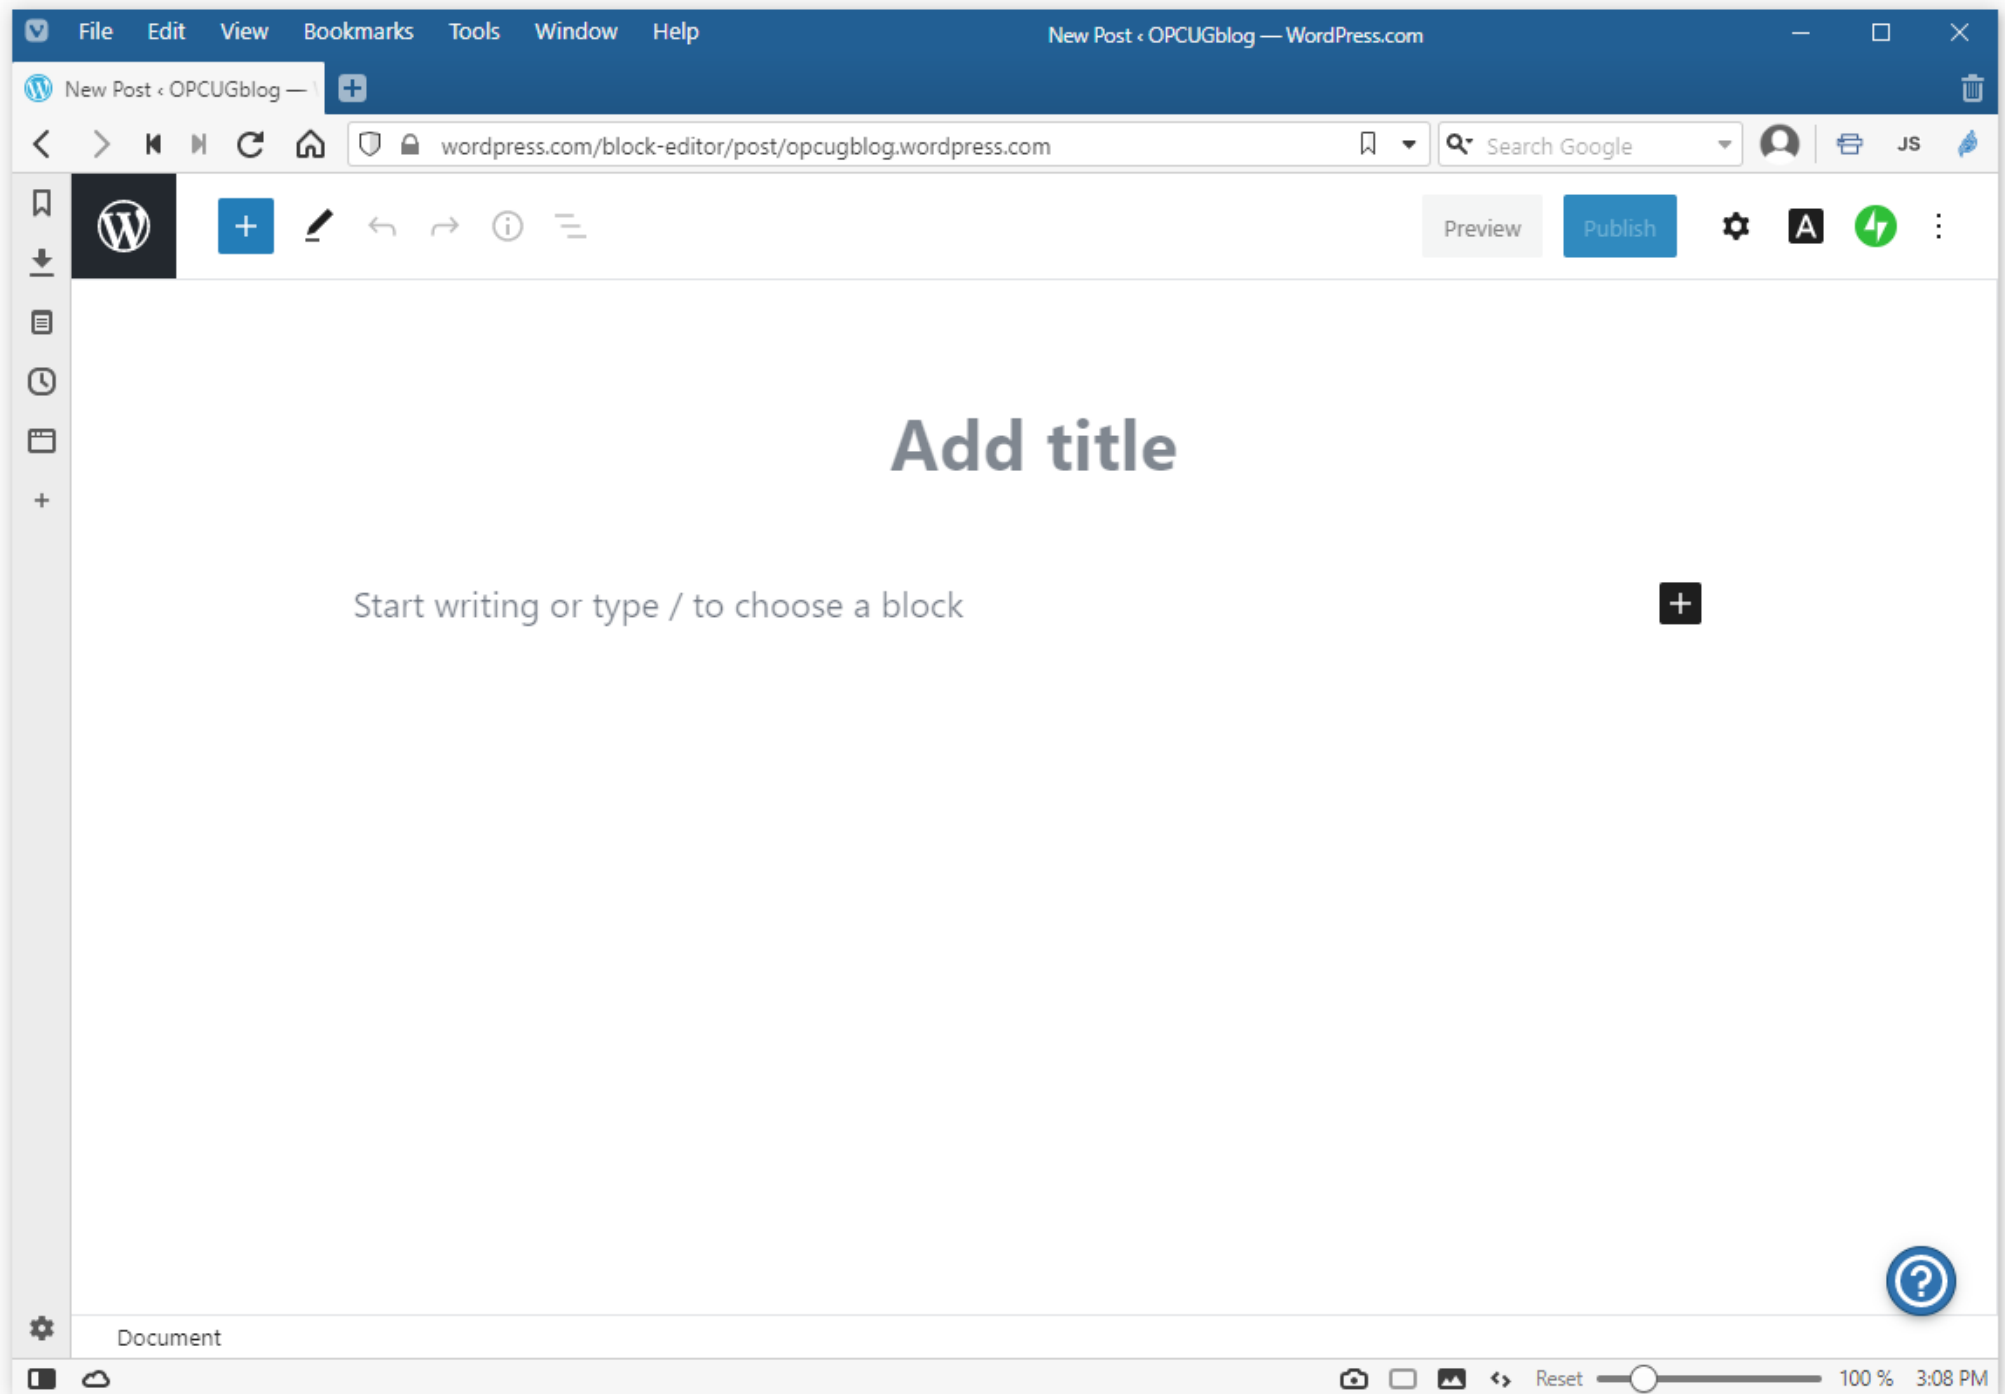 File Edit View Bookmarks Tools Window Help New Post ‹ OPCUGblog — WordPress.com
New Post ‹ OPCUGblog —
wordpress.com/block-editor/post/opcugblog.wordpress.com Search Google JS
Preview Publish A
Add title
Start writing or type / to choose a block
Document
Reset 100 % 3:08 PM